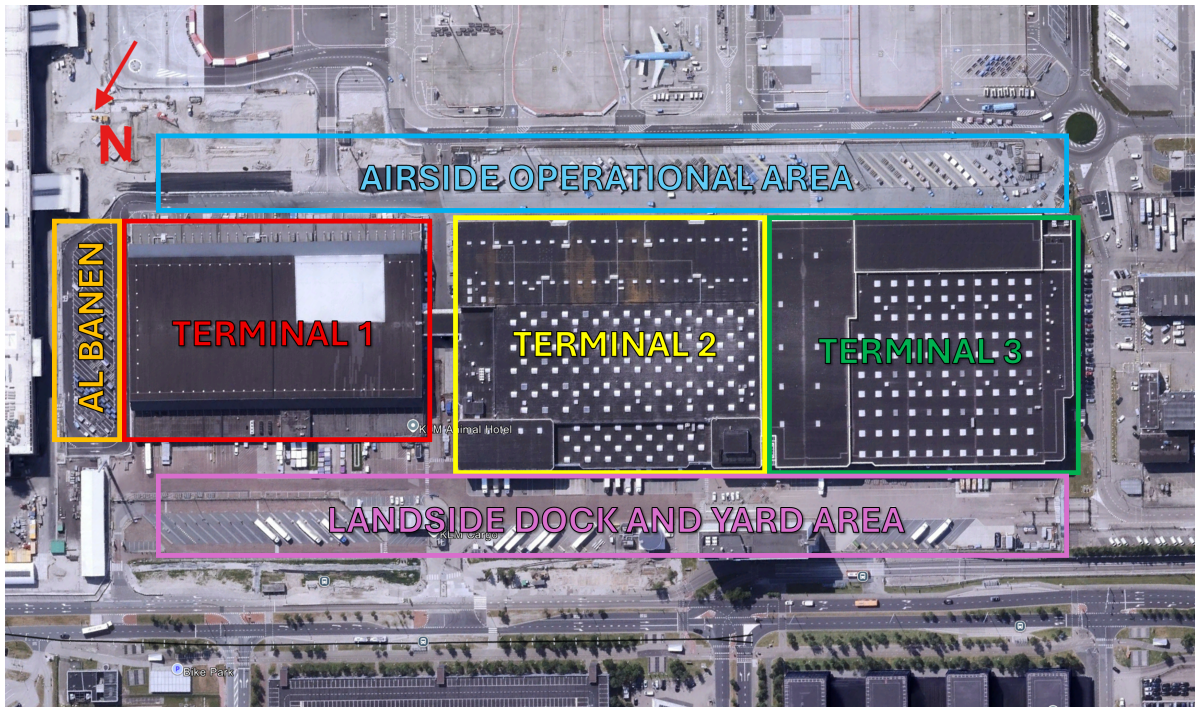 N
AIRSIDE OPERATIONAL AREA
AL BANEN
TERMINAL 1
TERMINAL 2
TERMINAL 3
KLM Animal Hotel
LANDSIDE DOCK AND YARD AREA
KLM Cargo
P
Bike Park